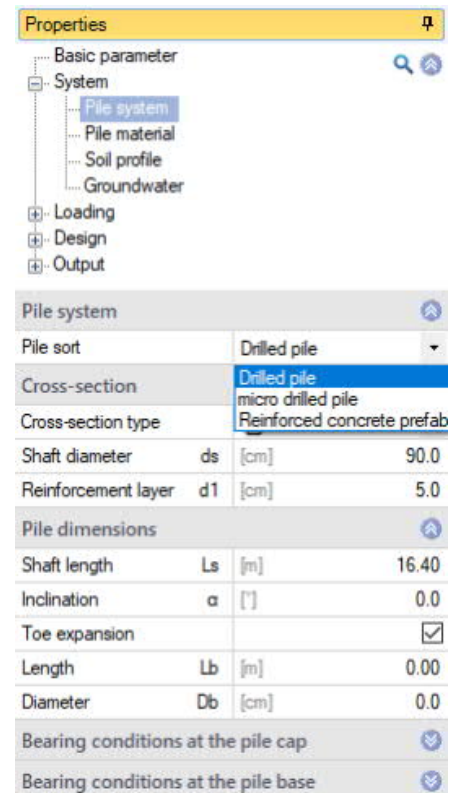 Properties
Basic parameter
System
Pile system
Pile material
Soil profile
Groundwater
Loading
Design
Output
Pile system
Pile sort Drilled pile
Drilled pile
micro drilled pile
Reinforced concrete prefab
Cross-section
Cross-section type
Shaft diameter ds [cm] 90.0
Reinforcement layer d1 [cm] 5.0
Pile dimensions
Shaft length Ls [m] 16.40
Inclination α [°] 0.0
Toe expansion
Length Lb [m] 0.00
Diameter Db [cm] 0.0
Bearing conditions at the pile cap
Bearing conditions at the pile base